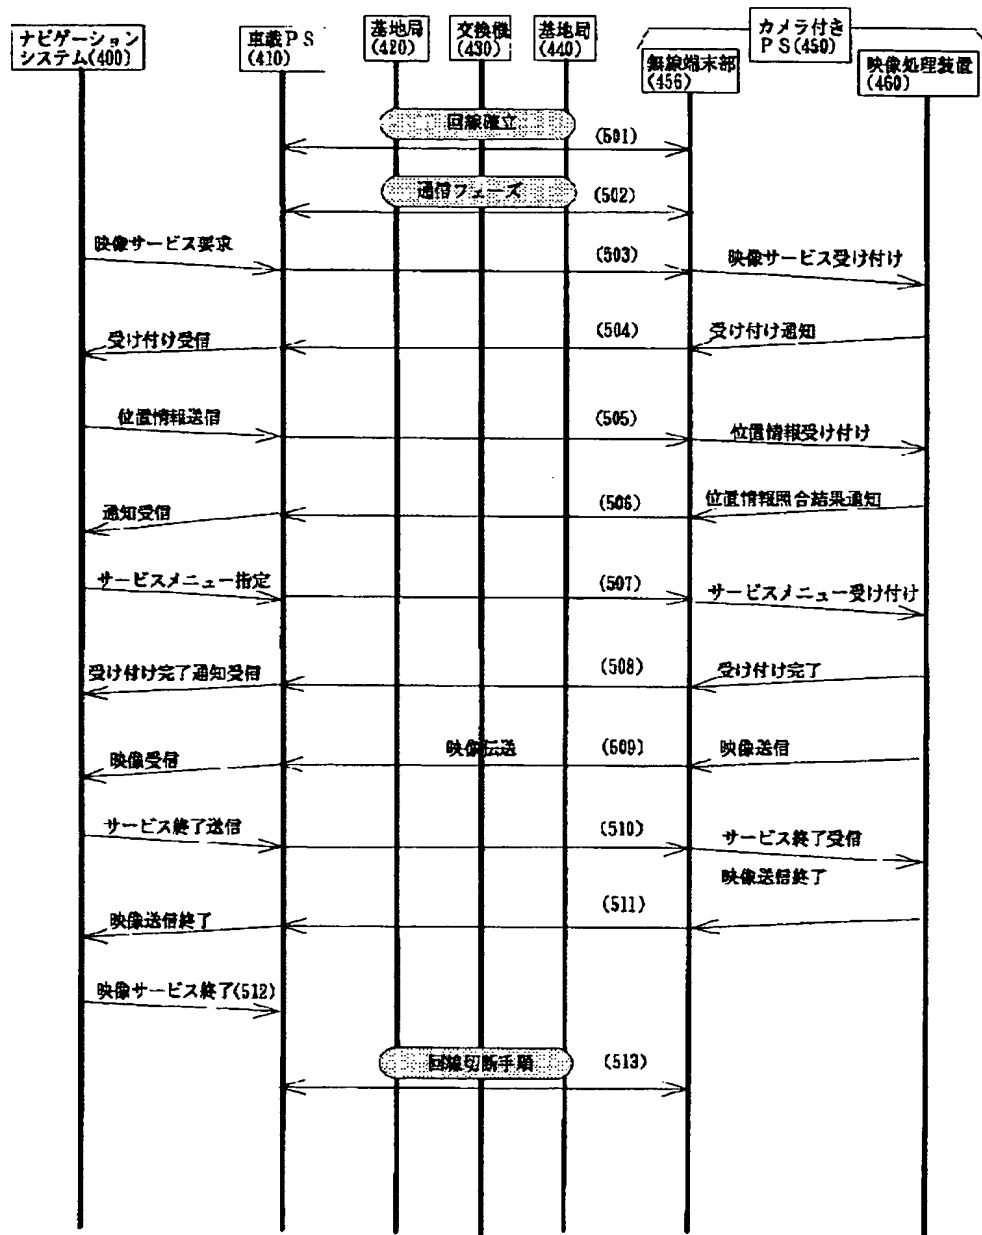 ナビゲーション
システム(400)
車載PS
(410)
基地局
(420)
交換機
(430)
基地局
(440)
カメラ付き
PS(450)
無線端末部
(456)
映像処理装置
(460)
回線確立
(501)
通信フェーズ
(502)
映像サービス要求
(503)
映像サービス受け付け
受け付け受信
(504)
受け付け通知
位置情報送信
(505)
位置情報受け付け
通知受信
(506)
位置情報照合結果通知
サービスメニュー指定
(507)
サービスメニュー受け付け
受け付け完了通知受信
(508)
受け付け完了
映像受信
映像伝送
(509)
映像送信
サービス終了送信
(510)
サービス終了受信
映像送信終了
(511)
映像送信終了
映像サービス終了(512)
回線切断手順
(513)